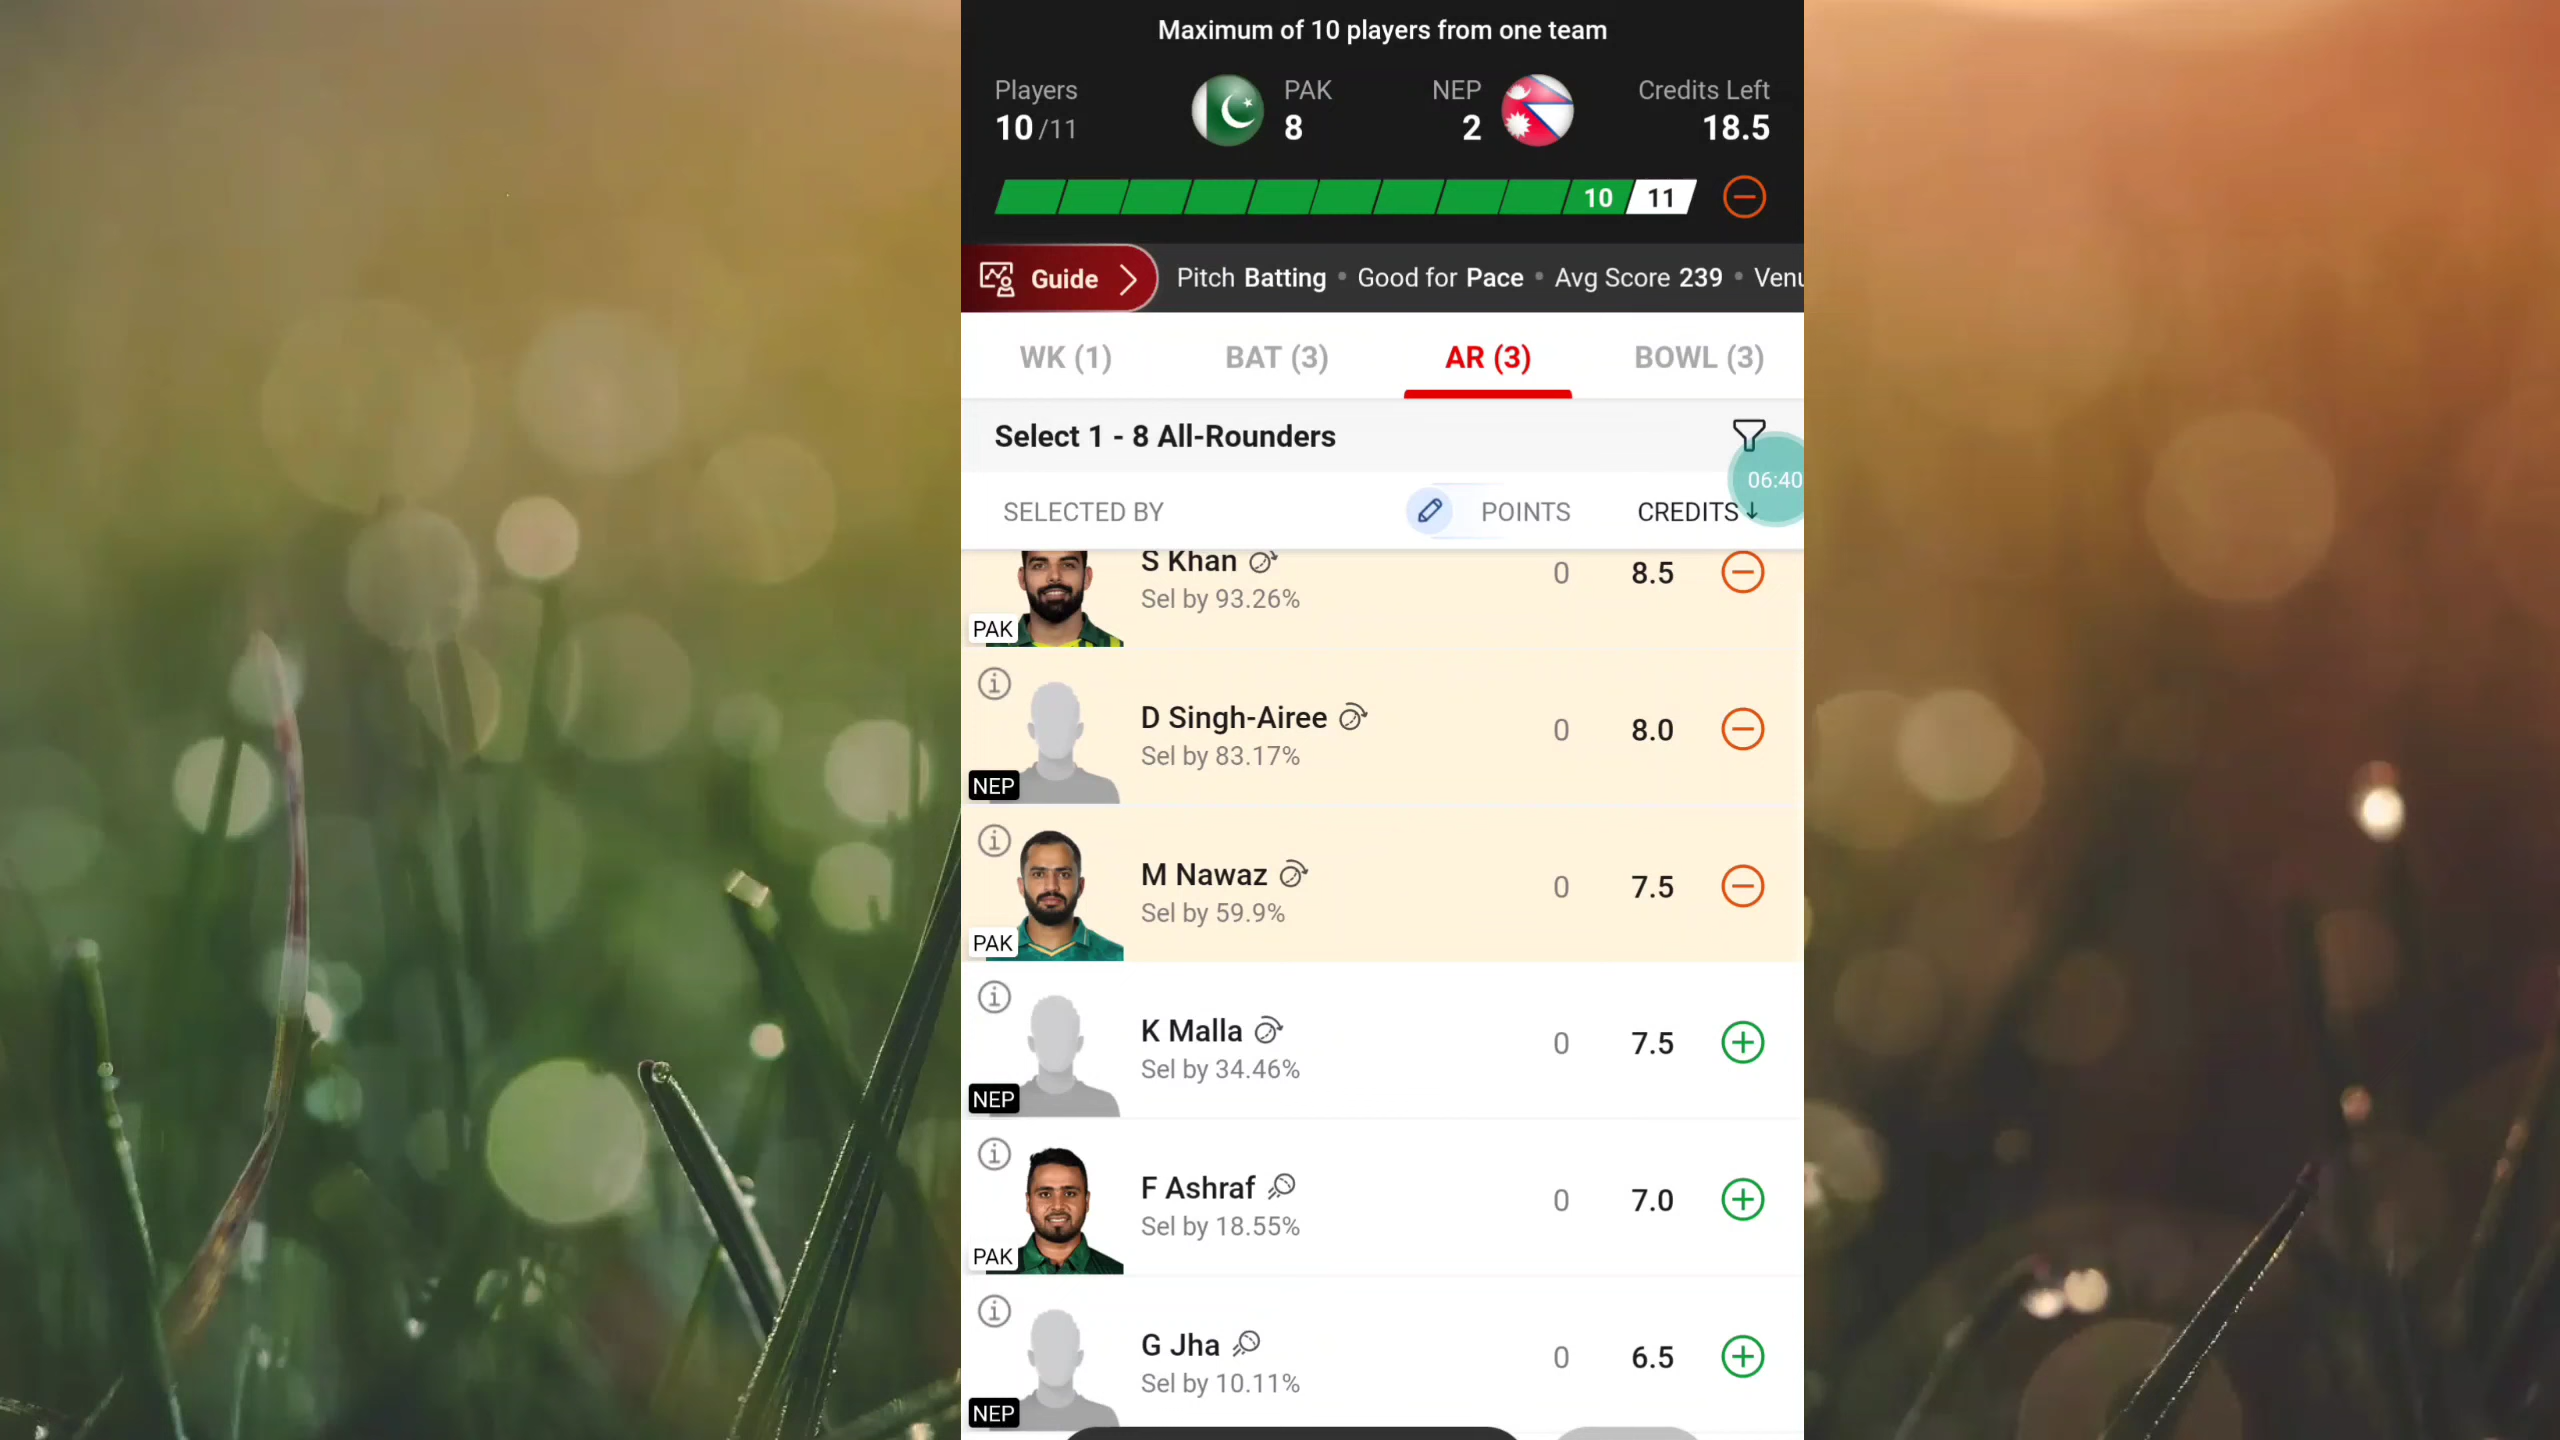 Maximum of 10 players from one team
Players
10 /11
PAK
8
NEP
2
Credits Left
18.5
10
11
Guide
Pitch Batting • Good for Pace • Avg Score 239 •
WK (1)
BAT (3)
AR (3)
BOWL (3)
Select 1 - 8 All-Rounders
06:40
SELECTED BY
POINTS
CREDITS ↓
S Khan
Sel by 93.26%
PAK
0
8.5
D Singh-Airee
Sel by 83.17%
NEP
0
8.0
M Nawaz
Sel by 59.9%
PAK
0
7.5
K Malla
Sel by 34.46%
NEP
0
7.5
F Ashraf
Sel by 18.55%
PAK
0
7.0
G Jha
Sel by 10.11%
NEP
0
6.5